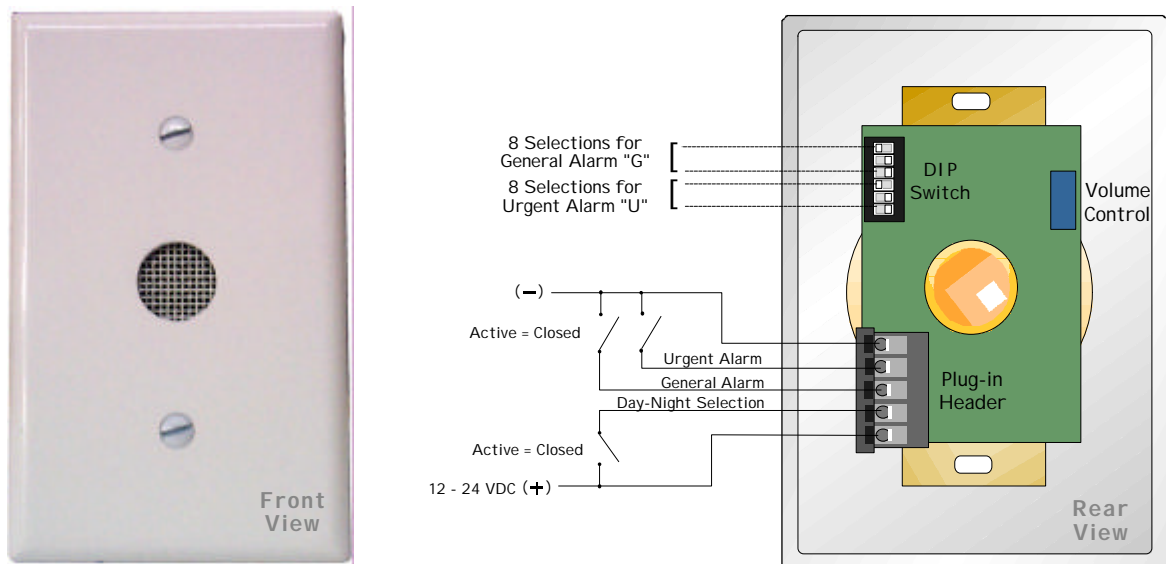 8 Selections for
General Alarm "G"
8 Selections for
Urgent Alarm "U"
DIP
Switch
Volume
Control
(−)
Active = Closed
Urgent Alarm
General Alarm
Day-Night Selection
Plug-in
Header
Active = Closed
12 - 24 VDC (+)
Front
View
Rear
View